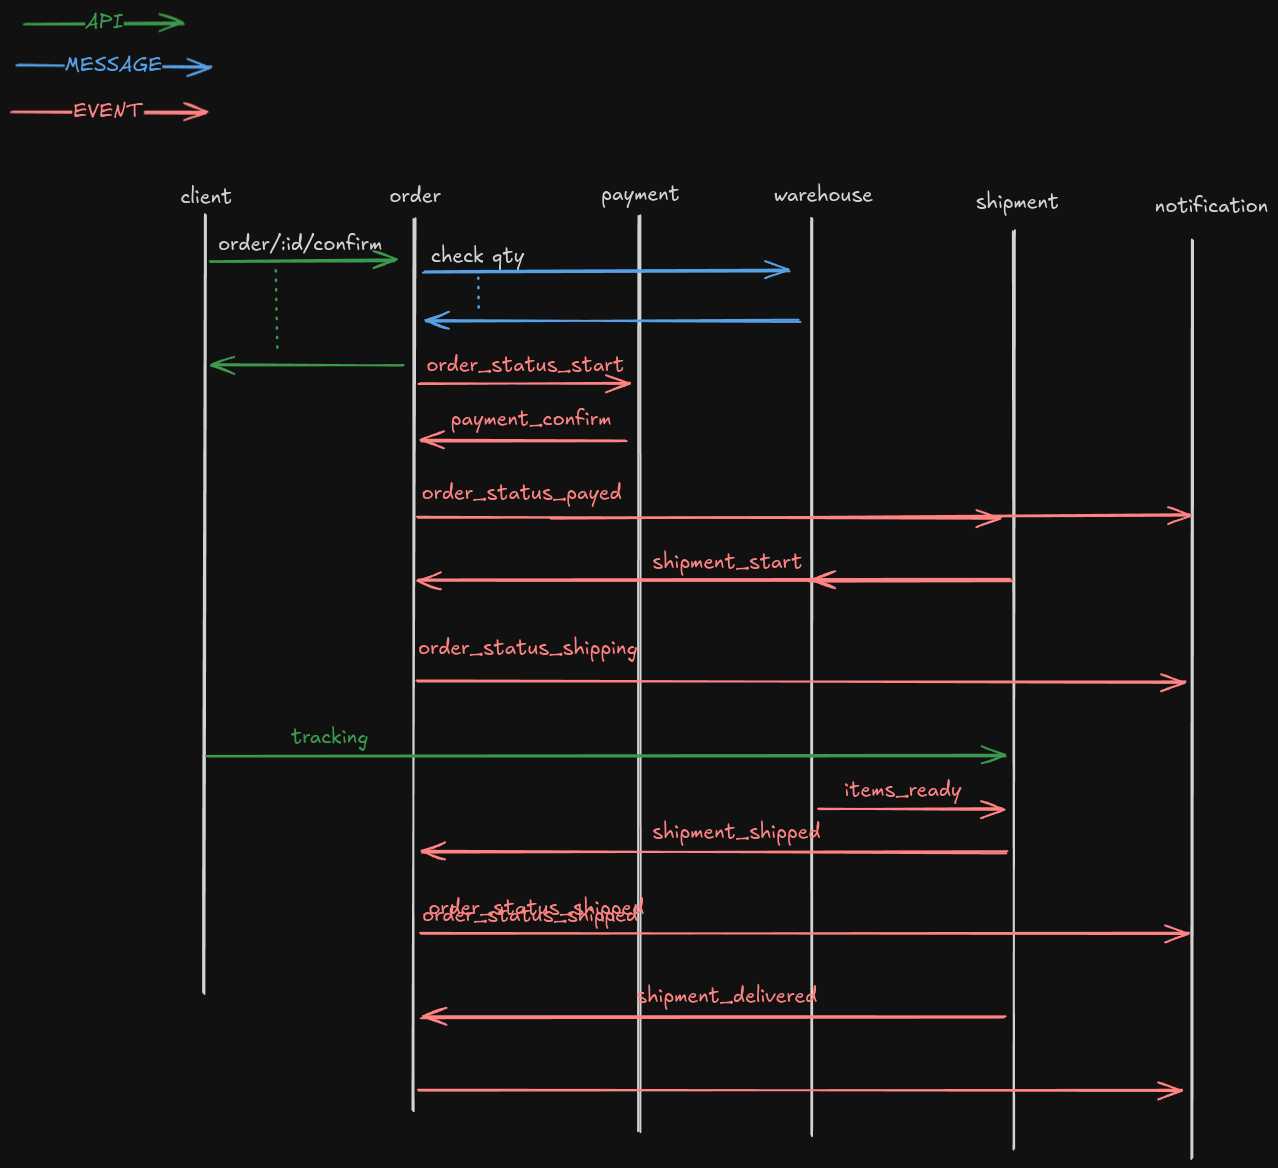 API
MESSAGE
EVENT
client
order
payment
warehouse
shipment
notification
order/:id/confirm
check qty
order_status_start
payment_confirm
order_status_payed
shipment_start
order_status_shipping
tracking
items_ready
shipment_shipped
order_status_shipped
order_status_shipped
shipment_delivered